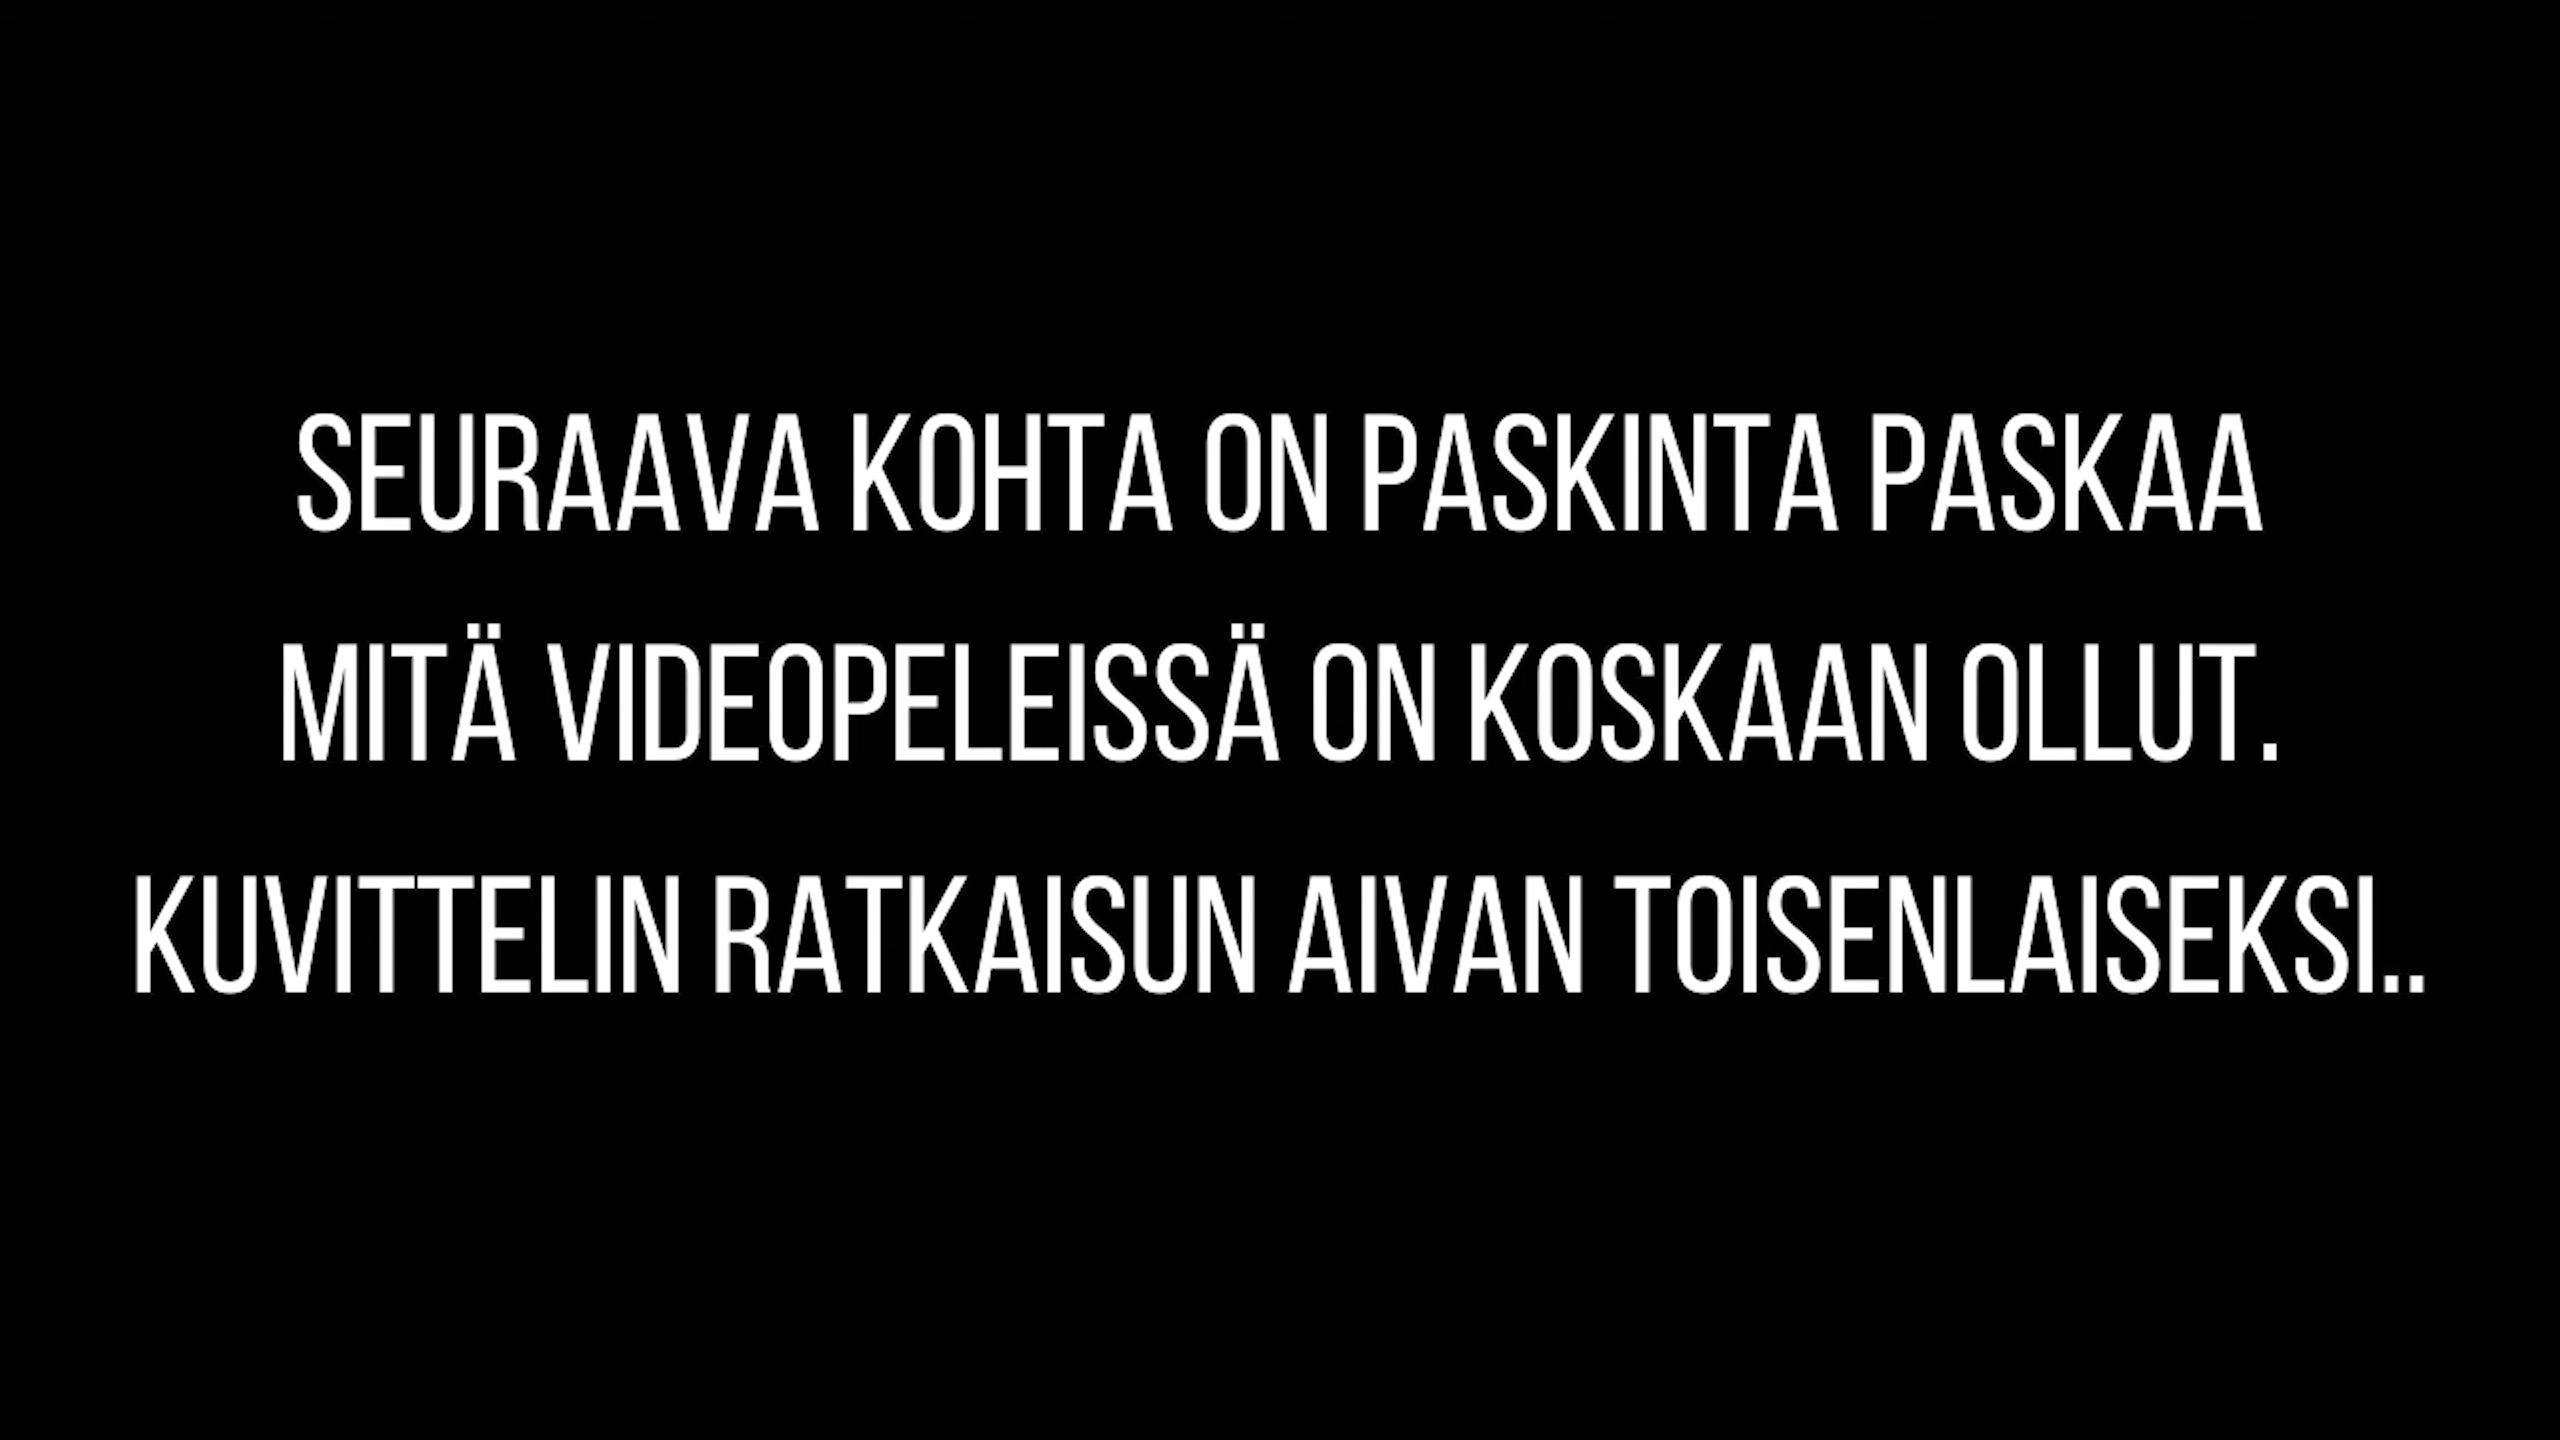 SEURAAVA KOHTA ON PASKINTA PASKAA
MITÄ VIDEOPELEISSÄ ON KOSKAAN OLLUT.
KUVITTELIN RATKAISUN AIVAN TOISENLAISEKSI..